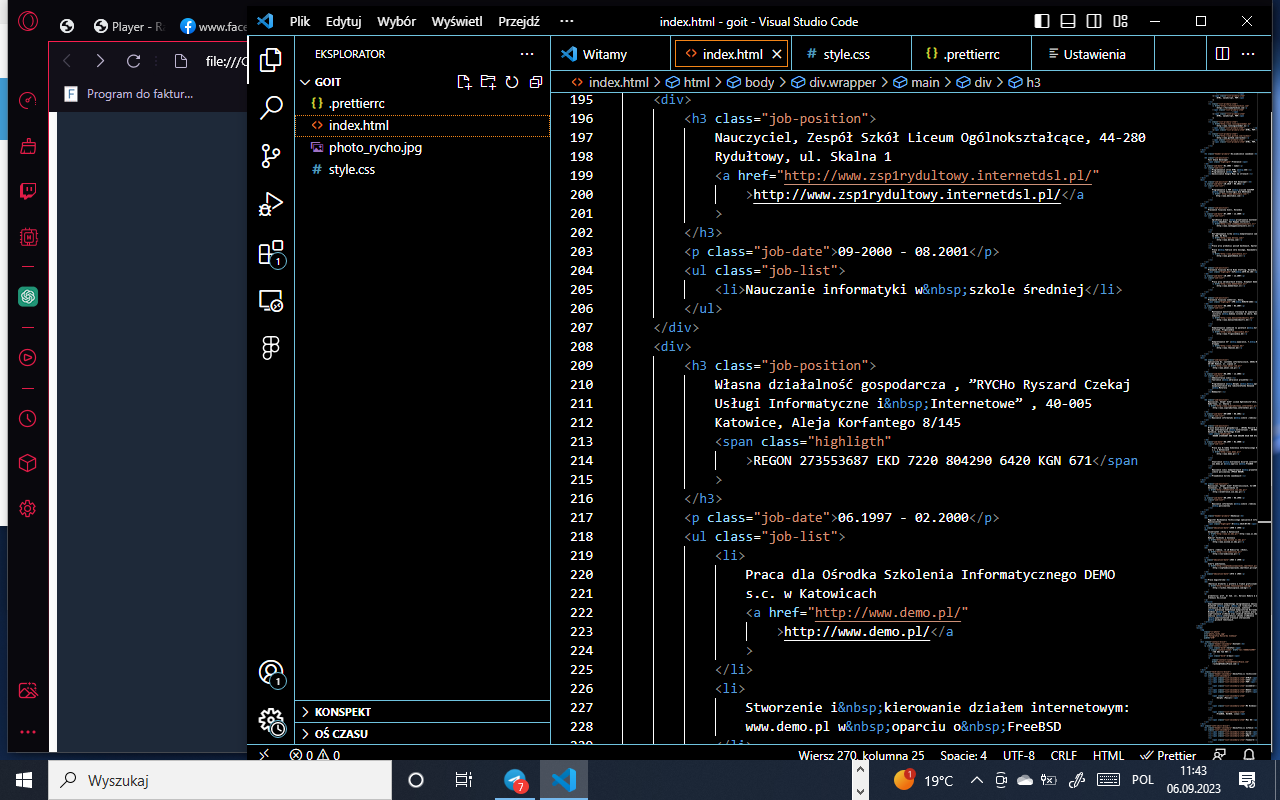 Plik Edytuj Wybór Wyświetl Przejdź ···
index.html - goit - Visual Studio Code
Player - Ra
www.face
file:///C
Program do faktur...
EKSPLORATOR
GOIT
{} .prettierrc
<> index.html
photo_rycho.jpg
# style.css
KONSPEKT
OŚ CZASU
Witamy
<> index.html
# style.css
{} .prettierrc
Ustawienia
<> index.html > html > body > div.wrapper > main > div > h3
195 <div>
196 <h3 class="job-position">
197 Nauczyciel, Zespół Szkół Liceum Ogólnokształcące, 44-280
198 Rydułtowy, ul. Skalna 1
199 <a href="http://www.zsp1rydultowy.internetdsl.pl/"
200 >http://www.zsp1rydultowy.internetdsl.pl/</a
201 >
202 </h3>
203 <p class="job-date">09-2000 - 08.2001</p>
204 <ul class="job-list">
205 <li>Nauczanie informatyki w&nbsp;szkole średniej</li>
206 </ul>
207 </div>
208 <div>
209 <h3 class="job-position">
210 Własna działalność gospodarcza , ”RYCHo Ryszard Czekaj
211 Usługi Informatyczne i&nbsp;Internetowe” , 40-005
212 Katowice, Aleja Korfantego 8/145
213 <span class="highligth"
214 >REGON 273553687 EKD 7220 804290 6420 KGN 671</span
215 >
216 </h3>
217 <p class="job-date">06.1997 - 02.2000</p>
218 <ul class="job-list">
219 <li>
220 Praca dla Ośrodka Szkolenia Informatycznego DEMO
221 s.c. w Katowicach
222 <a href="http://www.demo.pl/"
223 >http://www.demo.pl/</a
224 >
225 </li>
226 <li>
227 Stworzenie i&nbsp;kierowanie działem internetowym:
228 www.demo.pl w&nbsp;oparciu o&nbsp;FreeBSD
1
1
0 0
Wiersz 270, kolumna 25 Spacje: 4 UTF-8 CRLF HTML Prettier
Wyszukaj
7
1
19°C
POL
11:43
06.09.2023